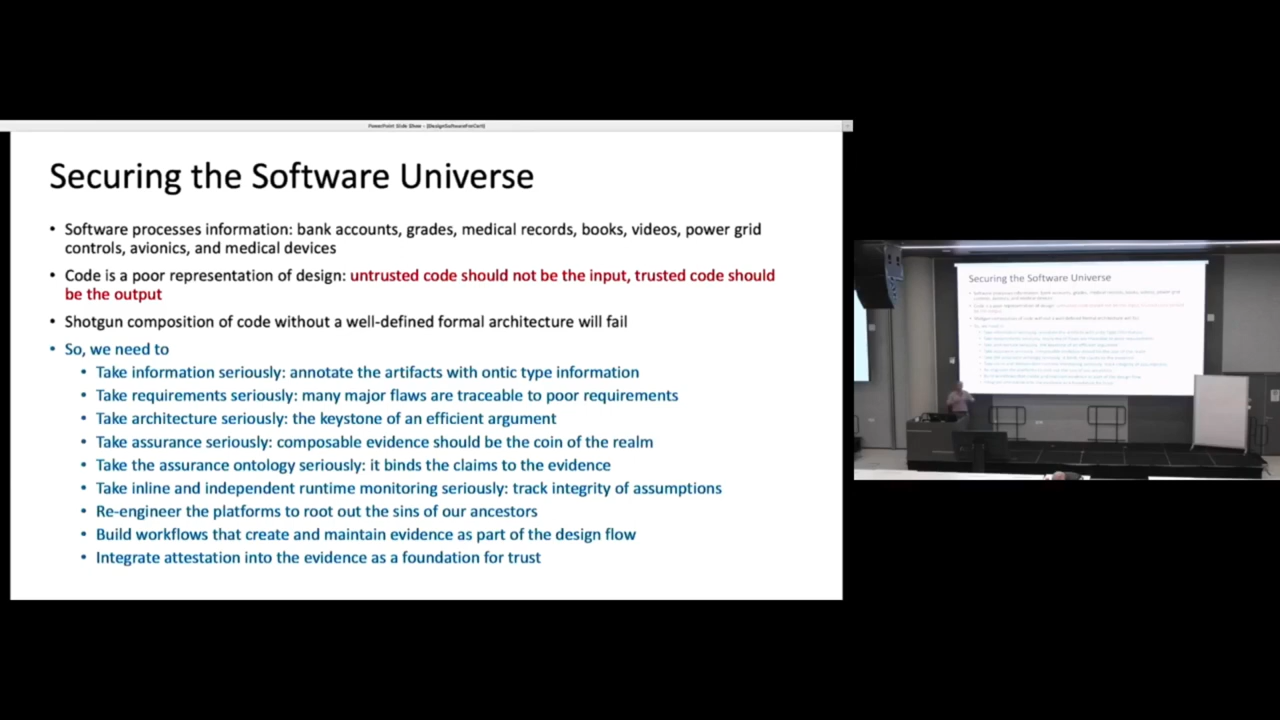 PowerPoint Slide Show - [DesignSoftwareForCert]
Securing the Software Universe
• Software processes information: bank accounts, grades, medical records, books, videos, power grid
controls, avionics, and medical devices
• Code is a poor representation of design: untrusted code should not be the input, trusted code should
be the output
• Shotgun composition of code without a well-defined formal architecture will fail
• So, we need to
• Take information seriously: annotate the artifacts with ontic type information
• Take requirements seriously: many major flaws are traceable to poor requirements
• Take architecture seriously: the keystone of an efficient argument
• Take assurance seriously: composable evidence should be the coin of the realm
• Take the assurance ontology seriously: it binds the claims to the evidence
• Take inline and independent runtime monitoring seriously: track integrity of assumptions
• Re-engineer the platforms to root out the sins of our ancestors
• Build workflows that create and maintain evidence as part of the design flow
• Integrate attestation into the evidence as a foundation for trust
Securing the Software Universe